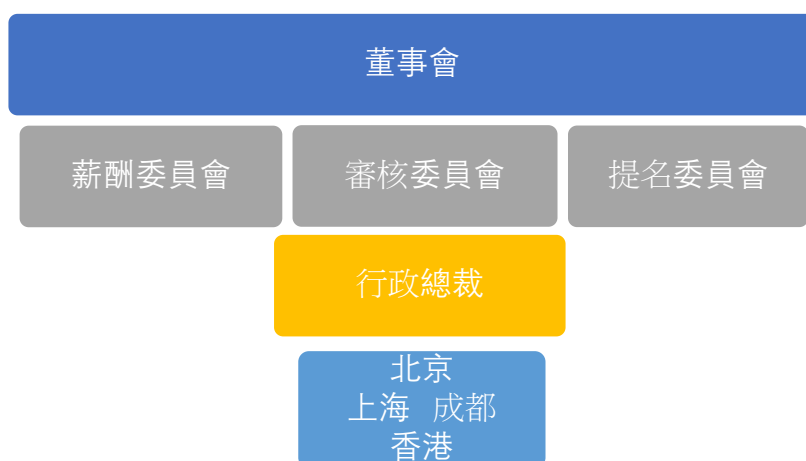 董事會
薪酬委員會
審核委員會
提名委員會
行政總裁
北京
上海 成都
香港